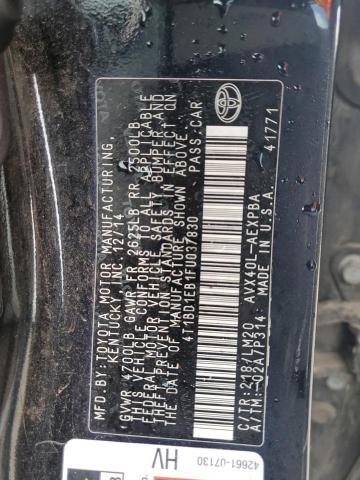 MFD.BY:TOYOTA MOTOR MANUFACTURING,
KENTUCKY, INC. 12/14
GVWR 4700LB GAWR FR 2625LB RR 2500LB
THIS VEHICLE CONFORMS TO ALL APPLICABLE
FEDERAL MOTOR VEHICLE SAFETY, BUMPER AND
THEFT PREVENTION STANDARDS IN EFFECT ON
THE DATE OF MANUFACTURE SHOWN ABOVE.
4T1BD1EB1FU037830 PASS.CAR
C/TR:218/LM20 AVX40L-AEXPBA
A/TM:-02A/P314 MADE IN U.S.A.
41771
HV
42661-07130